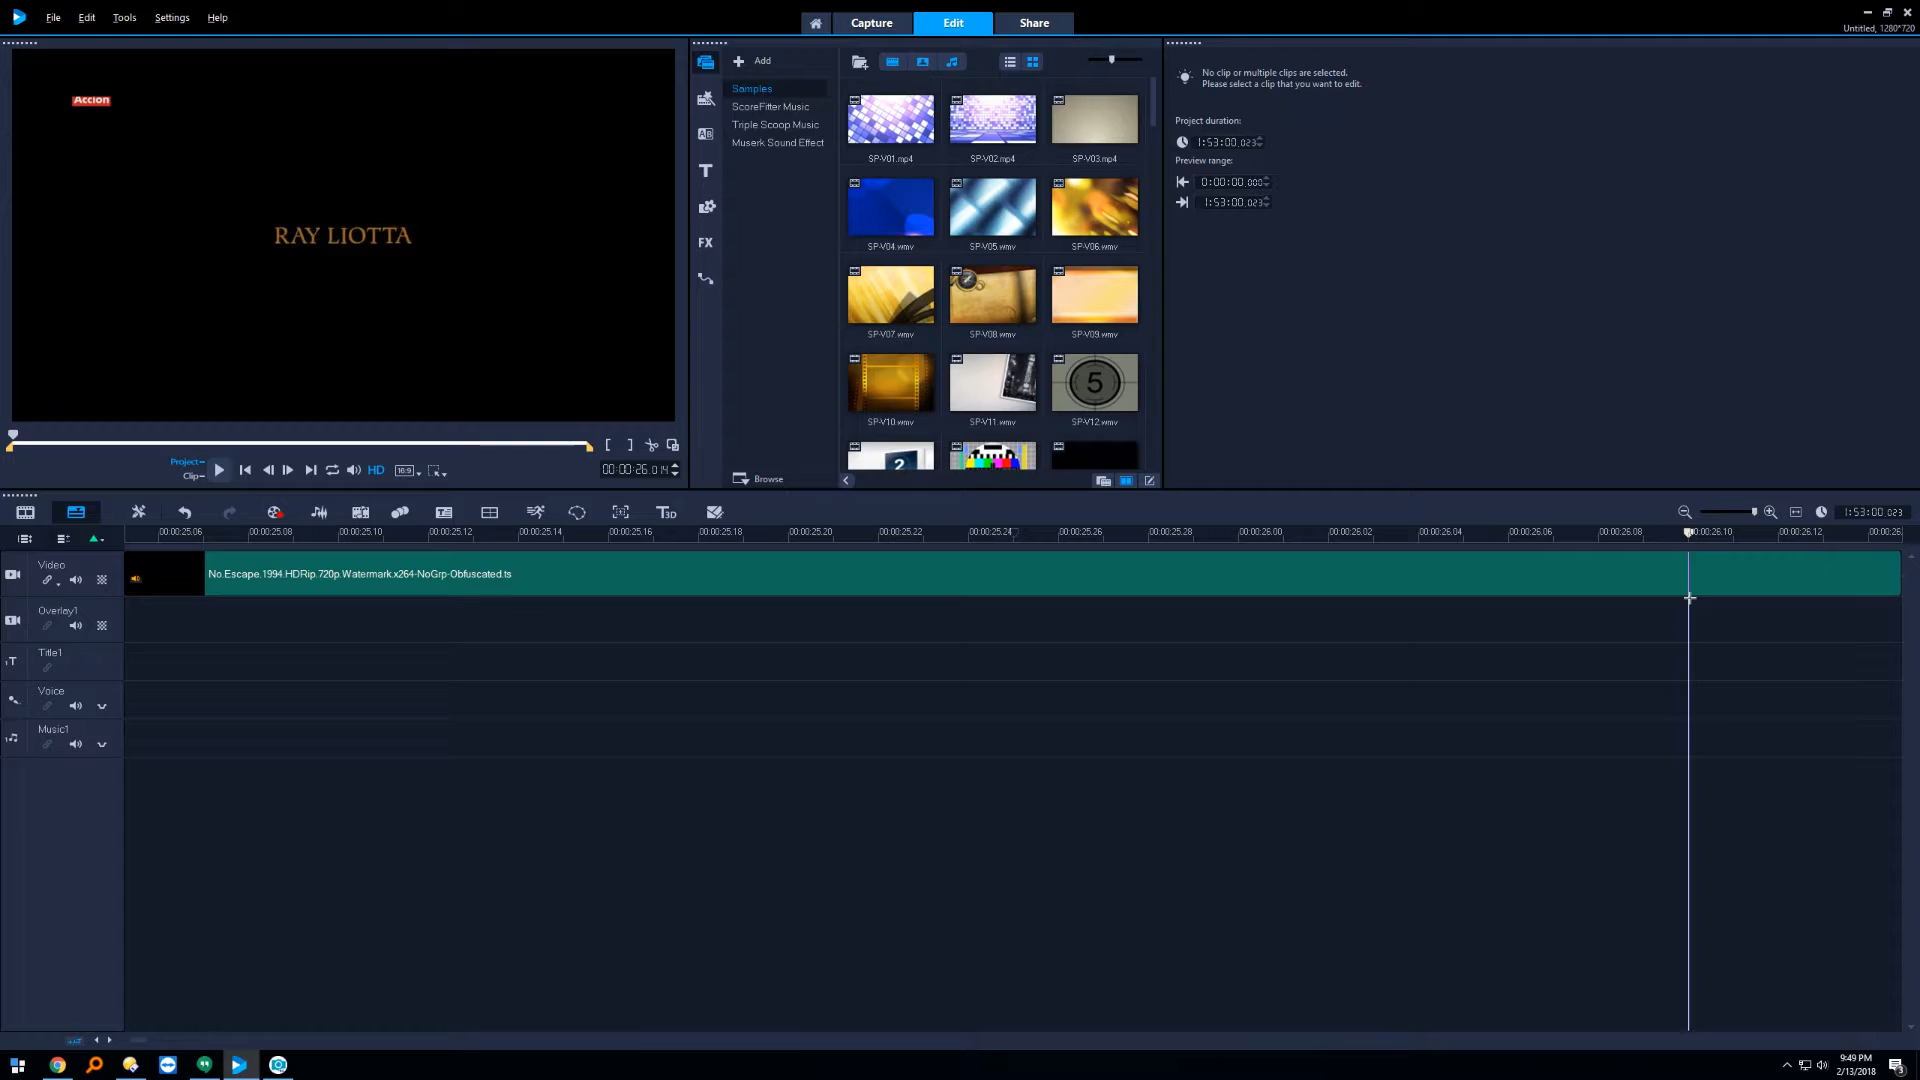 File Edit Tools Settings Help
Capture Edit Share
Untitled, 1280*720
Accion
RAY LIOTTA
Project
Clip
HD
16:9
00:00:26.014
Add
Samples
ScoreFitter Music
Triple Scoop Music
Muserk Sound Effect
Browse
AB
T
FX
SP-V01.mp4 SP-V02.mp4 SP-V03.mp4
SP-V04.wmv SP-V05.wmv SP-V06.wmv
SP-V07.wmv SP-V08.wmv SP-V09.wmv
5
SP-V10.wmv SP-V11.wmv SP-V12.wmv
2
No clip or multiple clips are selected.
Please select a clip that you want to edit.
Project duration:
1:53:00.023
Preview range:
0:00:00.000
1:53:00.023
T3D
1:53:00.023
00:00:25.06 00:00:25.08 00:00:25.10 00:00:25.12 00:00:25.14 00:00:25.16 00:00:25.18 00:00:25.20 00:00:25.22 00:00:25.24 00:00:25.26 00:00:25.28 00:00:26.00 00:00:26.02 00:00:26.04 00:00:26.06 00:00:26.08 00:00:26.10 00:00:26.12 00:00:26.
Video
No.Escape.1994.HDRip.720p.Watermark.x264-NoGrp-Obfuscated.ts
Overlay1
Title1
Voice
Music1
9:49 PM
2/13/2018
3